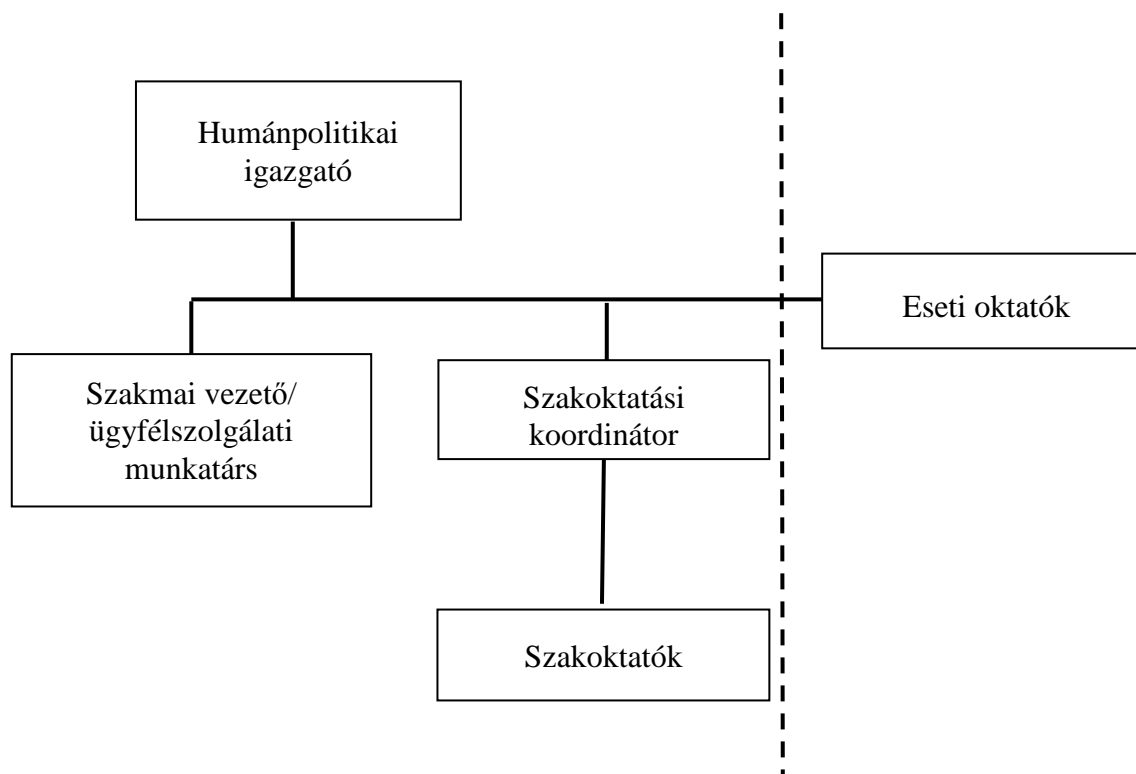 Humánpolitikai
igazgató
Eseti oktatók
Szakmai vezető/
ügyfélszolgálati
munkatárs
Szakoktatási
koordinátor
Szakoktatók